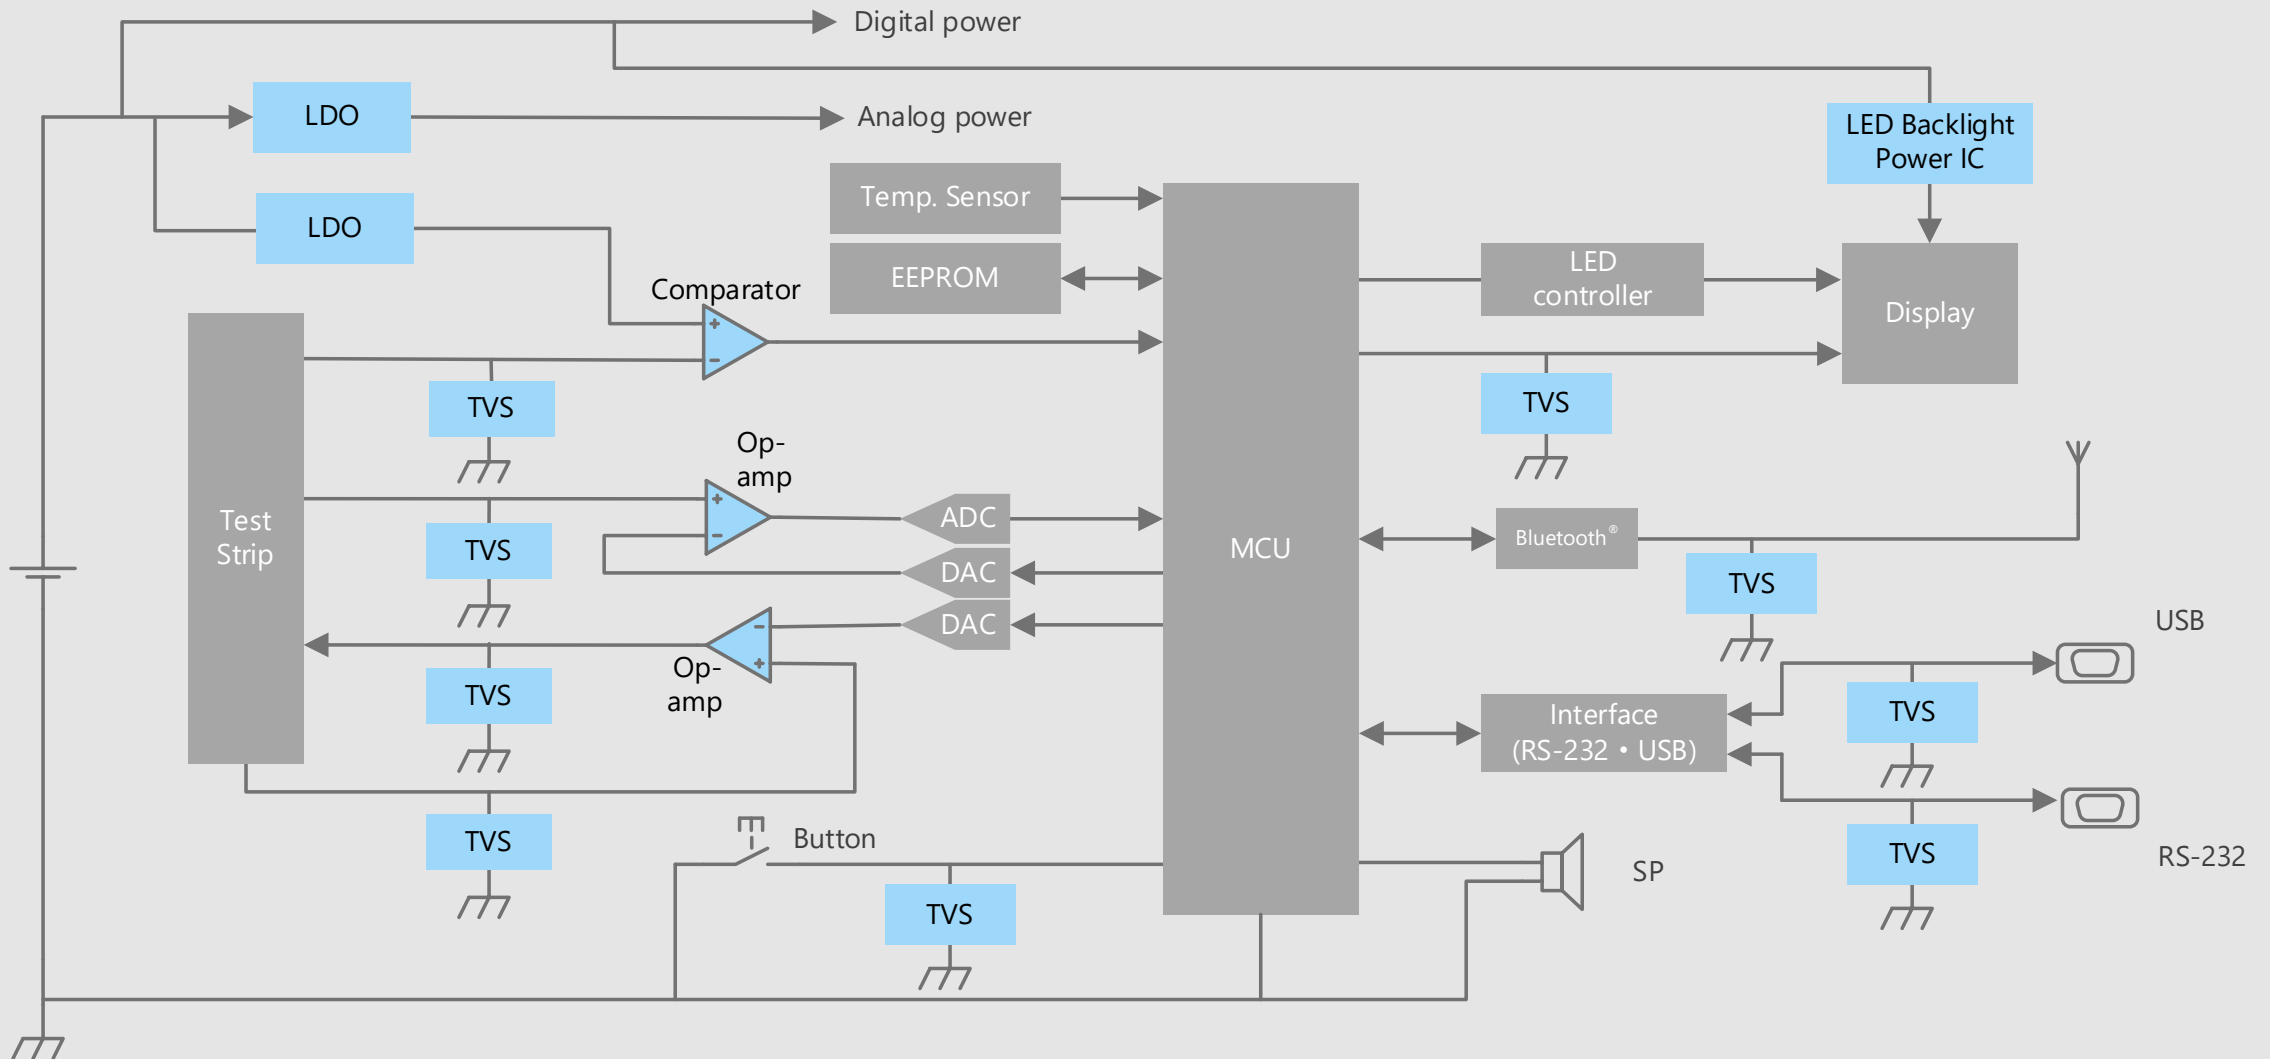 Digital power
LDO
Analog power
LED Backlight
Power IC
Temp. Sensor
LDO
EEPROM
LED
controller
Comparator
+
-
Display
TVS
TVS
Op-
amp
+
-
Test
Strip
TVS
ADC
MCU
Bluetooth®
DAC
TVS
DAC
USB
-
+
Op-
amp
TVS
Interface
(RS-232・USB)
TVS
TVS
Button
TVS
RS-232
SP
TVS